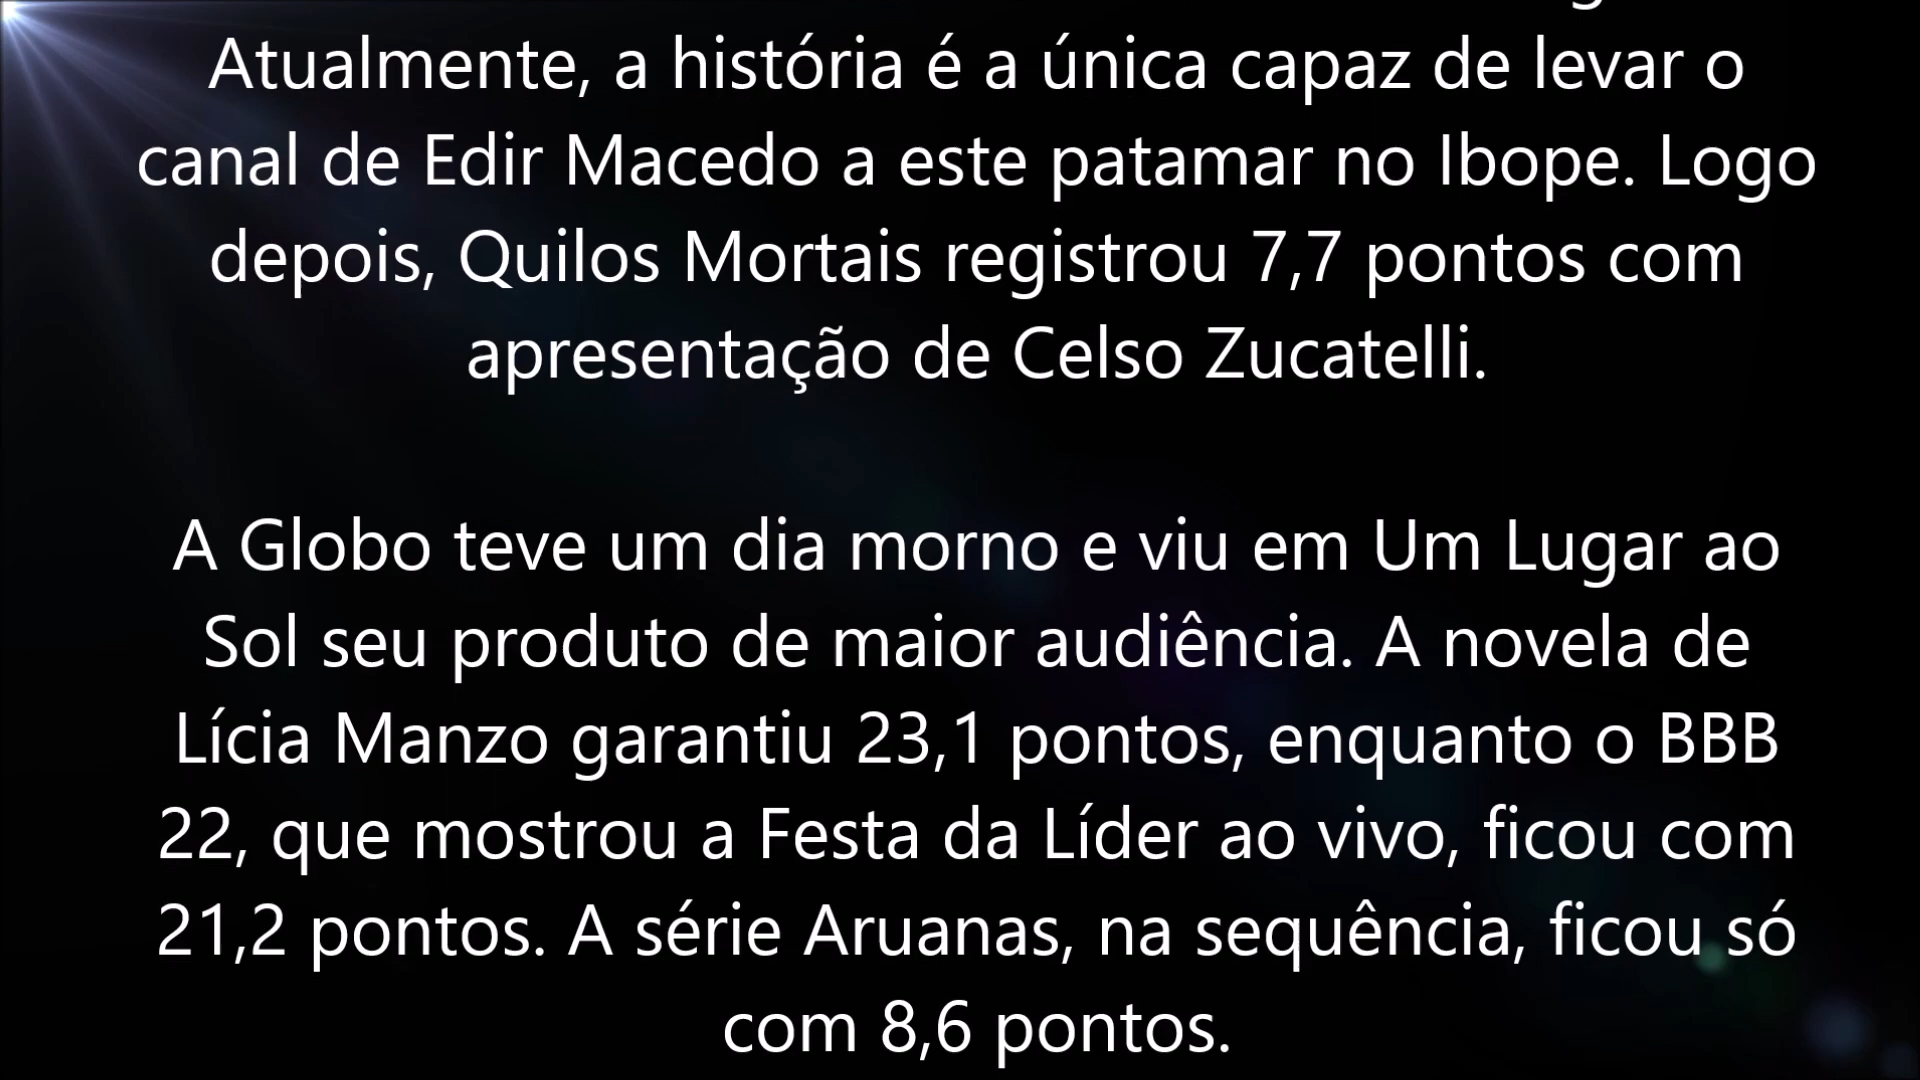 Atualmente, a história é a única capaz de levar o
canal de Edir Macedo a este patamar no Ibope. Logo
depois, Quilos Mortais registrou 7,7 pontos com
apresentação de Celso Zucatelli.
A Globo teve um dia morno e viu em Um Lugar ao
Sol seu produto de maior audiência. A novela de
Lícia Manzo garantiu 23,1 pontos, enquanto o BBB
22, que mostrou a Festa da Líder ao vivo, ficou com
21,2 pontos. A série Aruanas, na sequência, ficou só
com 8,6 pontos.